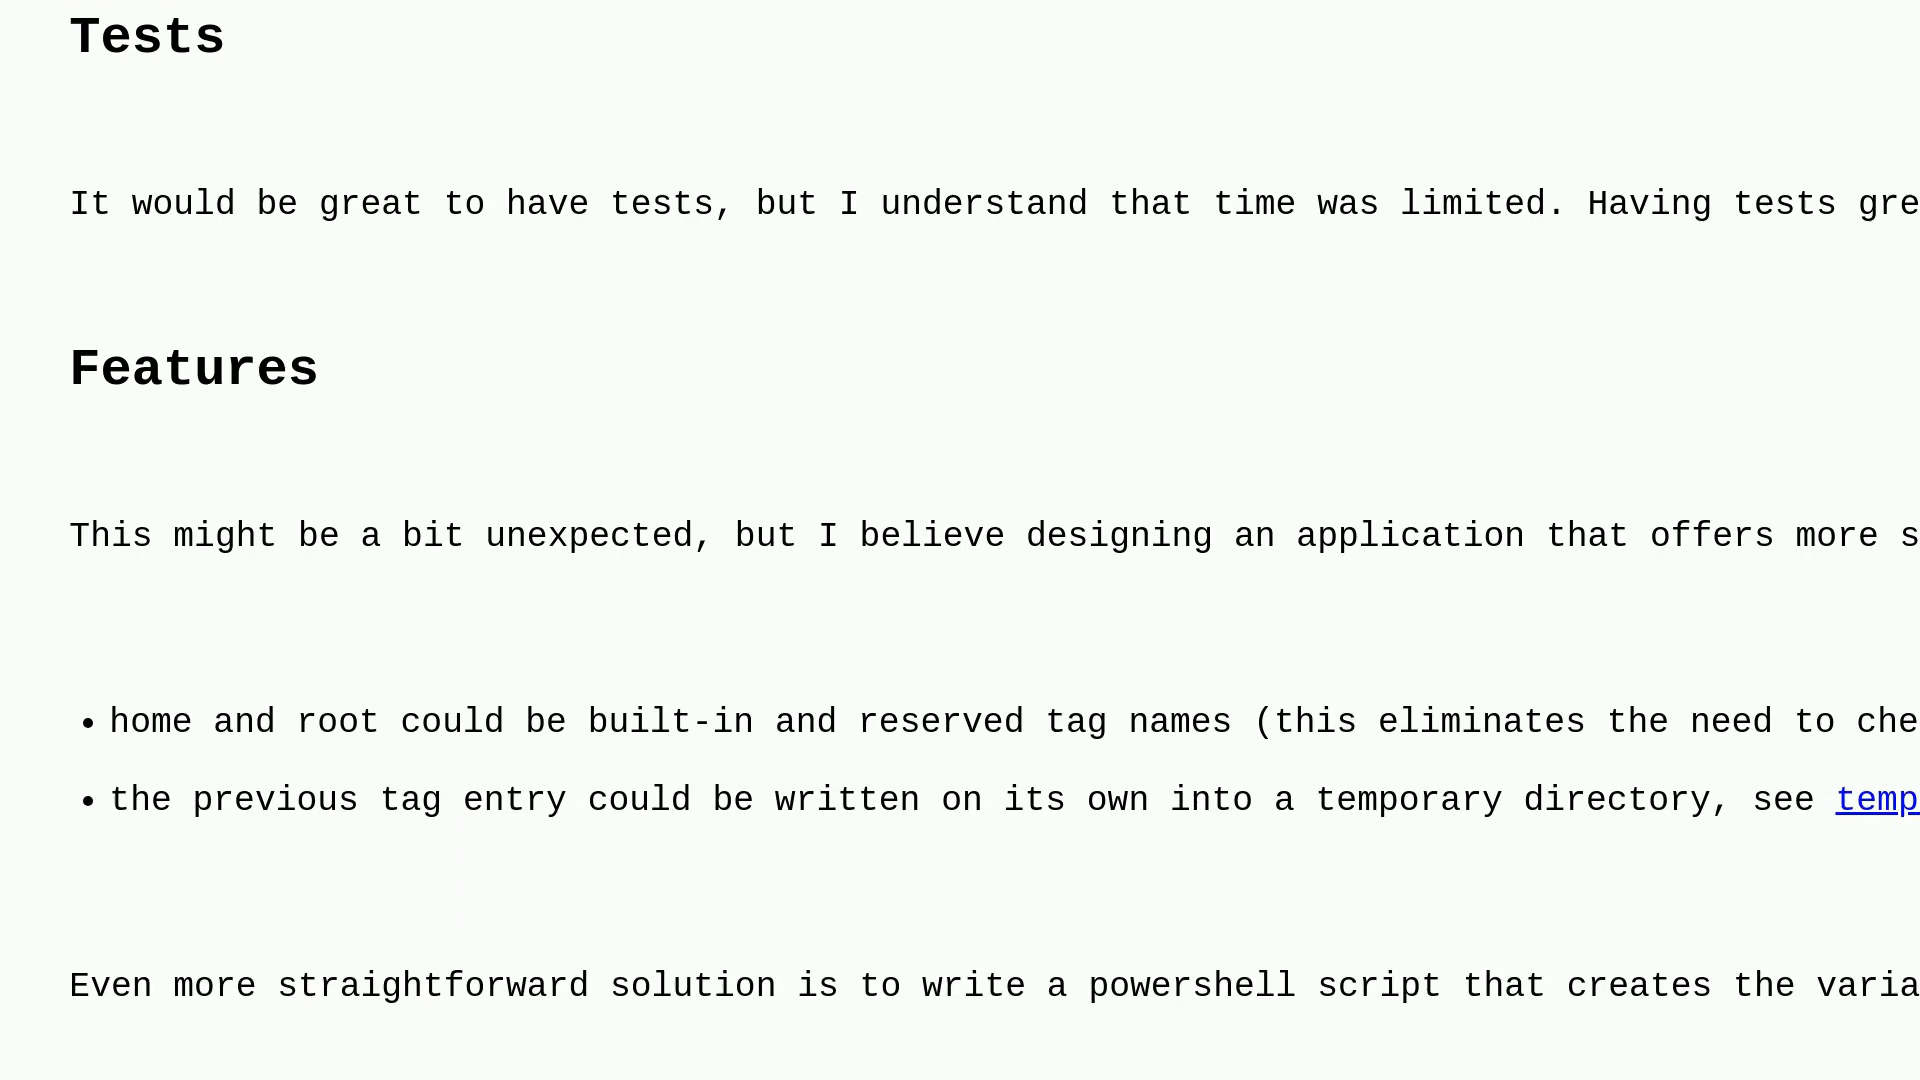 Tests
It would be great to have tests, but I understand that time was limited. Having tests gre
Features
This might be a bit unexpected, but I believe designing an application that offers more s
• home and root could be built-in and reserved tag names (this eliminates the need to che
• the previous tag entry could be written on its own into a temporary directory, see temp
Even more straightforward solution is to write a powershell script that creates the varia